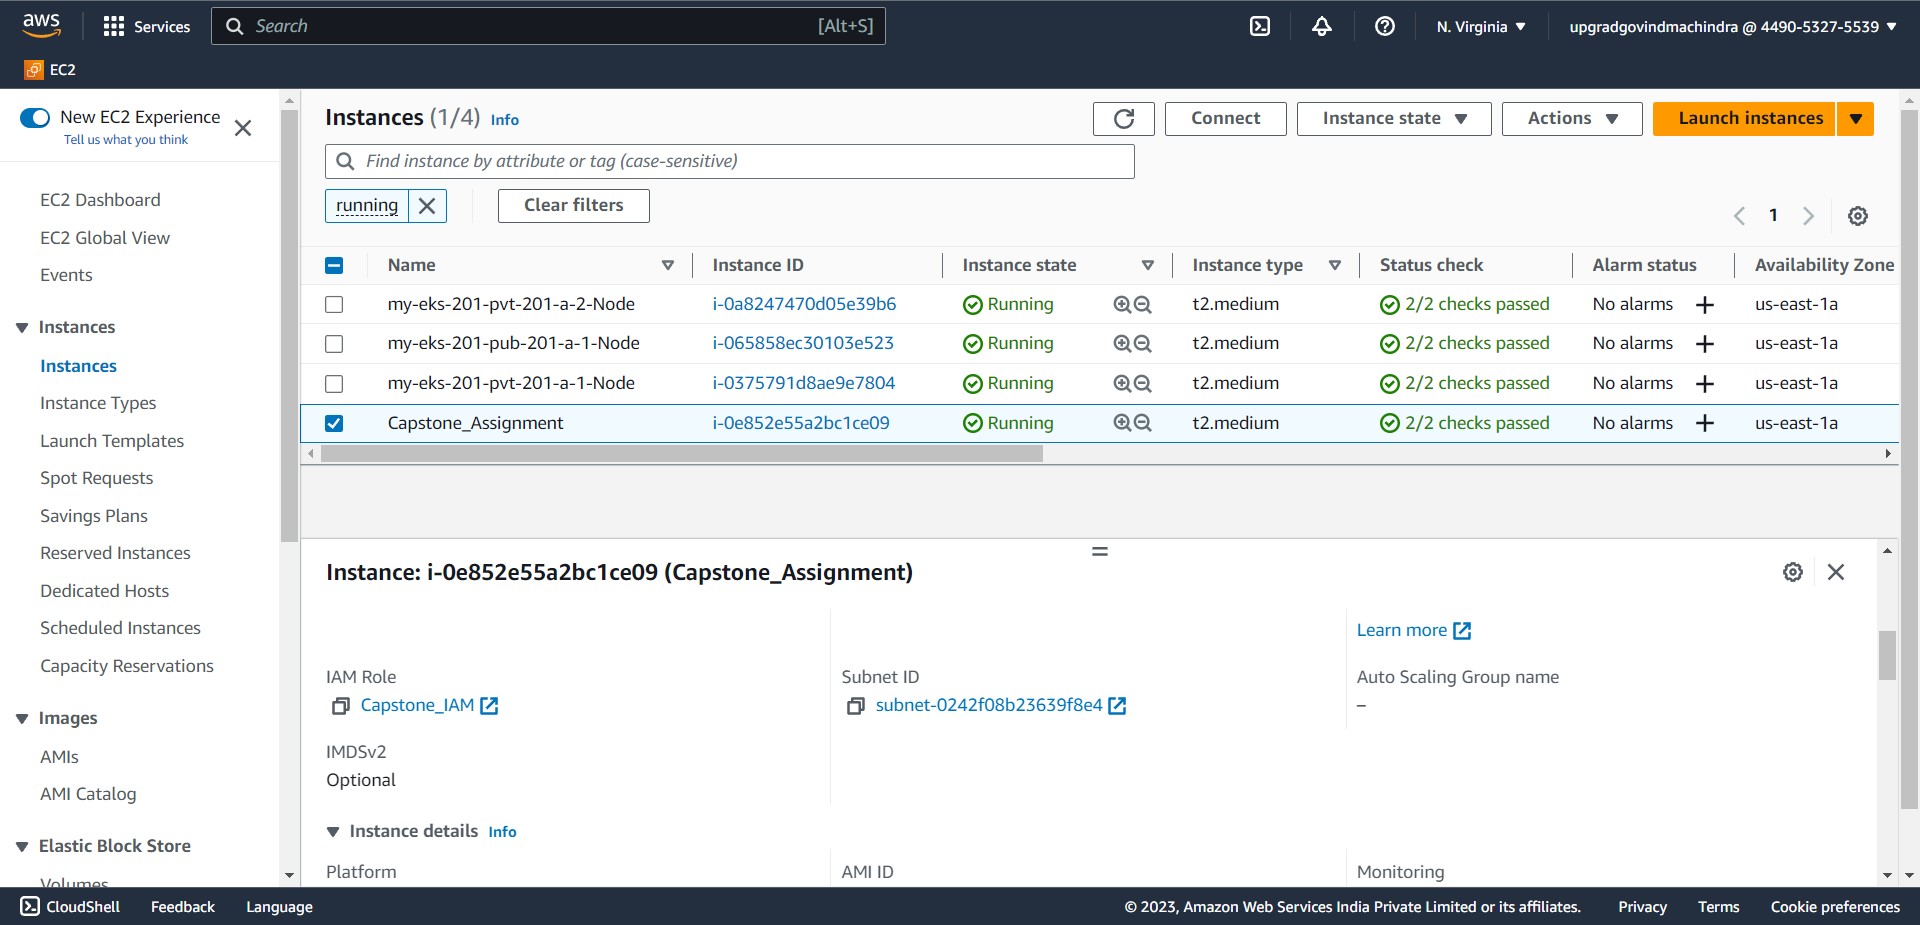 aws Services Search [Alt+S] N. Virginia ▼ upgradgovindmachindra @ 4490-5327-5539 ▼
EC2
New EC2 Experience
Tell us what you think
EC2 Dashboard
EC2 Global View
Events
Instances
Instances
Instance Types
Launch Templates
Spot Requests
Savings Plans
Reserved Instances
Dedicated Hosts
Scheduled Instances
Capacity Reservations
Images
AMIs
AMI Catalog
Elastic Block Store
Volumes
Instances (1/4) Info
Connect Instance state ▼ Actions ▼ Launch instances ▼
Find instance by attribute or tag (case-sensitive)
running Clear filters
1
Name Instance ID Instance state Instance type Status check Alarm status Availability Zone
my-eks-201-pvt-201-a-2-Node i-0a8247470d05e39b6 Running t2.medium 2/2 checks passed No alarms + us-east-1a
my-eks-201-pub-201-a-1-Node i-065858ec30103e523 Running t2.medium 2/2 checks passed No alarms + us-east-1a
my-eks-201-pvt-201-a-1-Node i-0375791d8ae9e7804 Running t2.medium 2/2 checks passed No alarms + us-east-1a
Capstone_Assignment i-0e852e55a2bc1ce09 Running t2.medium 2/2 checks passed No alarms + us-east-1a
Instance: i-0e852e55a2bc1ce09 (Capstone_Assignment)
Learn more
IAM Role Subnet ID Auto Scaling Group name
Capstone_IAM subnet-0242f08b23639f8e4 –
IMDSv2
Optional
Instance details Info
Platform AMI ID Monitoring
CloudShell Feedback Language © 2023, Amazon Web Services India Private Limited or its affiliates. Privacy Terms Cookie preferences